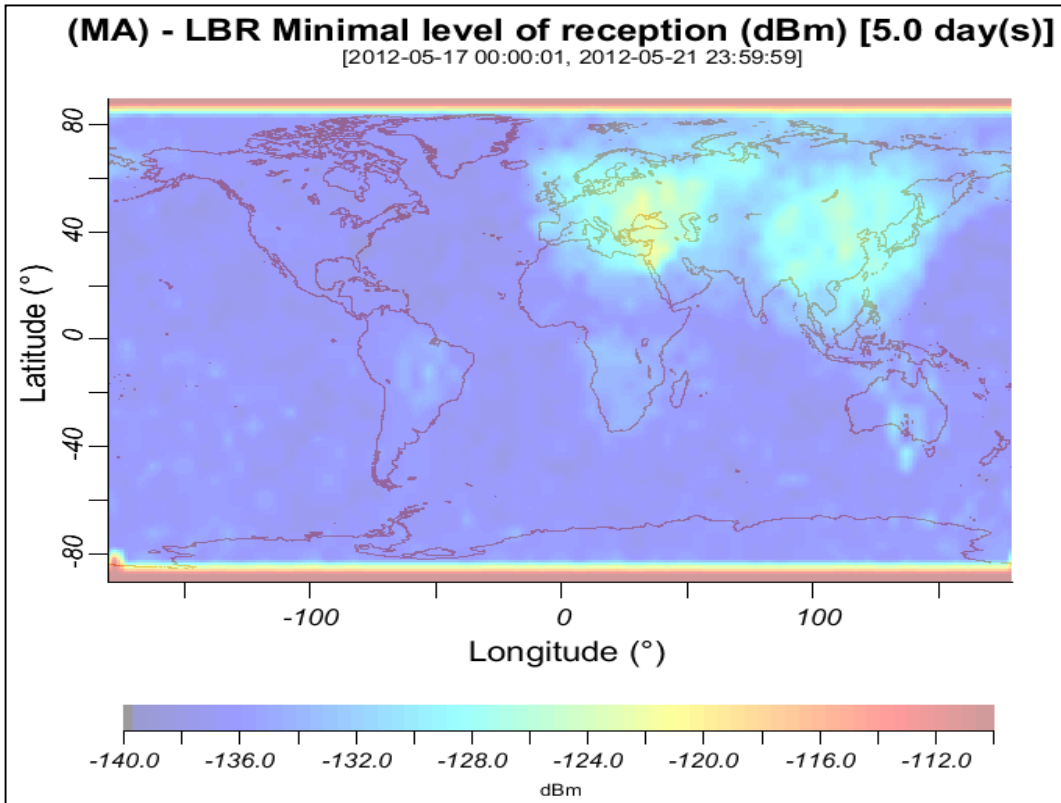 (MA) - LBR Minimal level of reception (dBm) [5.0 day(s)]
[2012-05-17 00:00:01, 2012-05-21 23:59:59]
80
40
0
-40
-80
Latitude (°)
-100 0 100
Longitude (°)
-140.0 -136.0 -132.0 -128.0 -124.0 -120.0 -116.0 -112.0
dBm